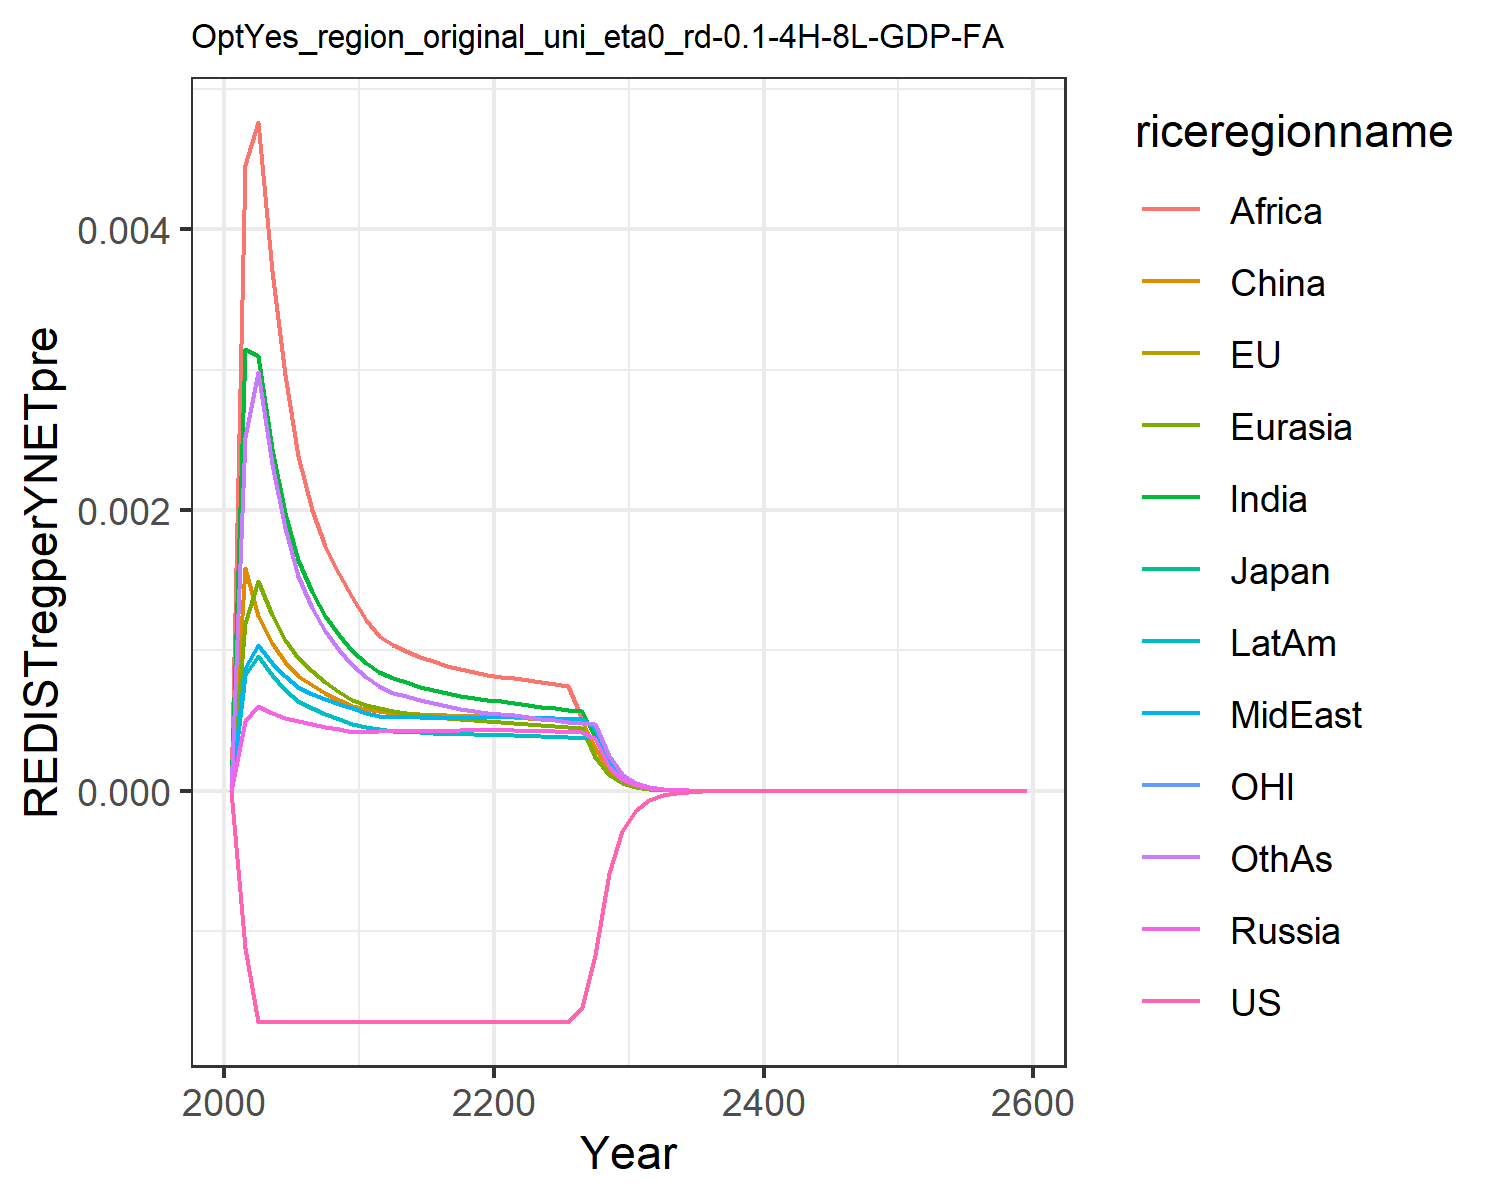 OptYes_region_original_uni_eta0_rd-0.1-4H-8L-GDP-FA
REDISTregperYNETpre
0.004
0.002
0.000
2000 2200 2400 2600
Year
riceregionname
Africa
China
EU
Eurasia
India
Japan
LatAm
MidEast
OHI
OthAs
Russia
US